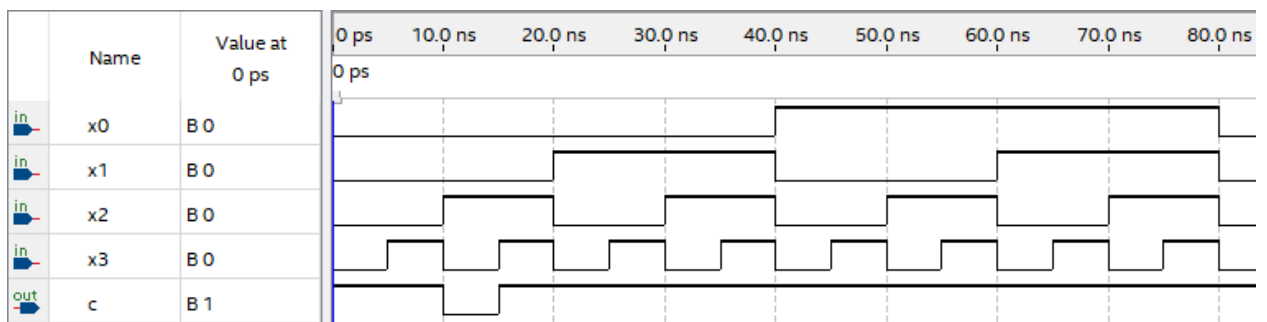 Name
Value at
0 ps
0 ps
10.0 ns
20.0 ns
30.0 ns
40.0 ns
50.0 ns
60.0 ns
70.0 ns
80.0 ns
0 ps
in
x0
B 0
in
x1
B 0
in
x2
B 0
in
x3
B 0
out
c
B 1